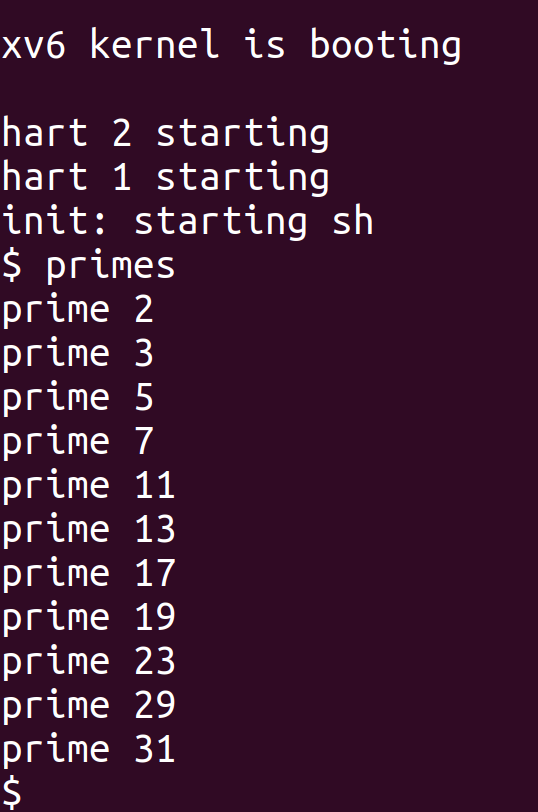 xv6 kernel is booting

hart 2 starting
hart 1 starting
init: starting sh
$ primes
prime 2
prime 3
prime 5
prime 7
prime 11
prime 13
prime 17
prime 19
prime 23
prime 29
prime 31
$